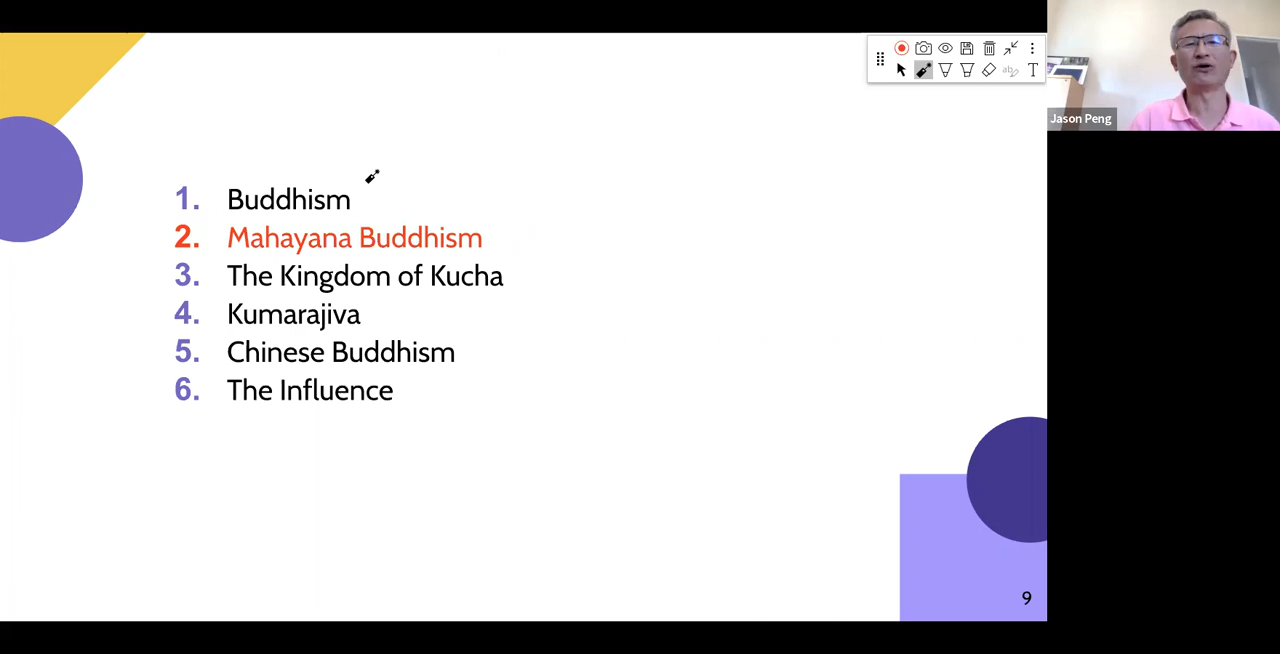 Jason Peng
1. Buddhism
2. Mahayana Buddhism
3. The Kingdom of Kucha
4. Kumarajiva
5. Chinese Buddhism
6. The Influence
9
ab
T